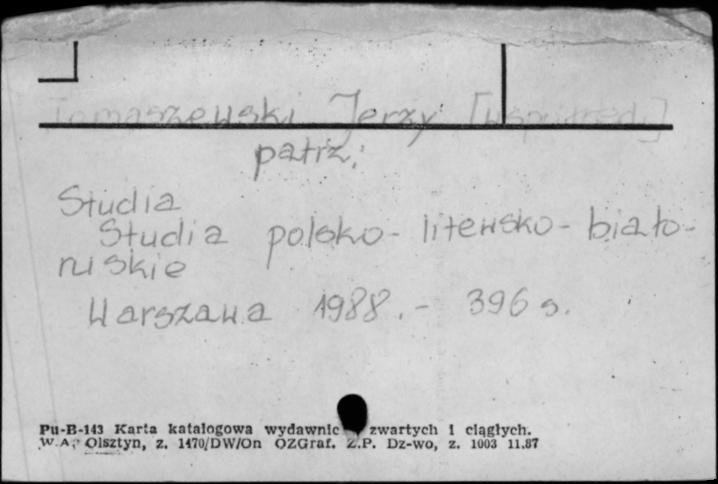 Tomaszewski Jerzy [współred.]
patrz:
Studia
Studia polsko-litewsko-biało-
ruskie
Warszawa 1988.- 396 s.
Pu-B-143 Karta katalogowa wydawnic zwartych i ciągłych.
W.A. Olsztyn, z. 1470/DW/On OZGraf. Z.P. Dz-wo, z. 1003 11.87